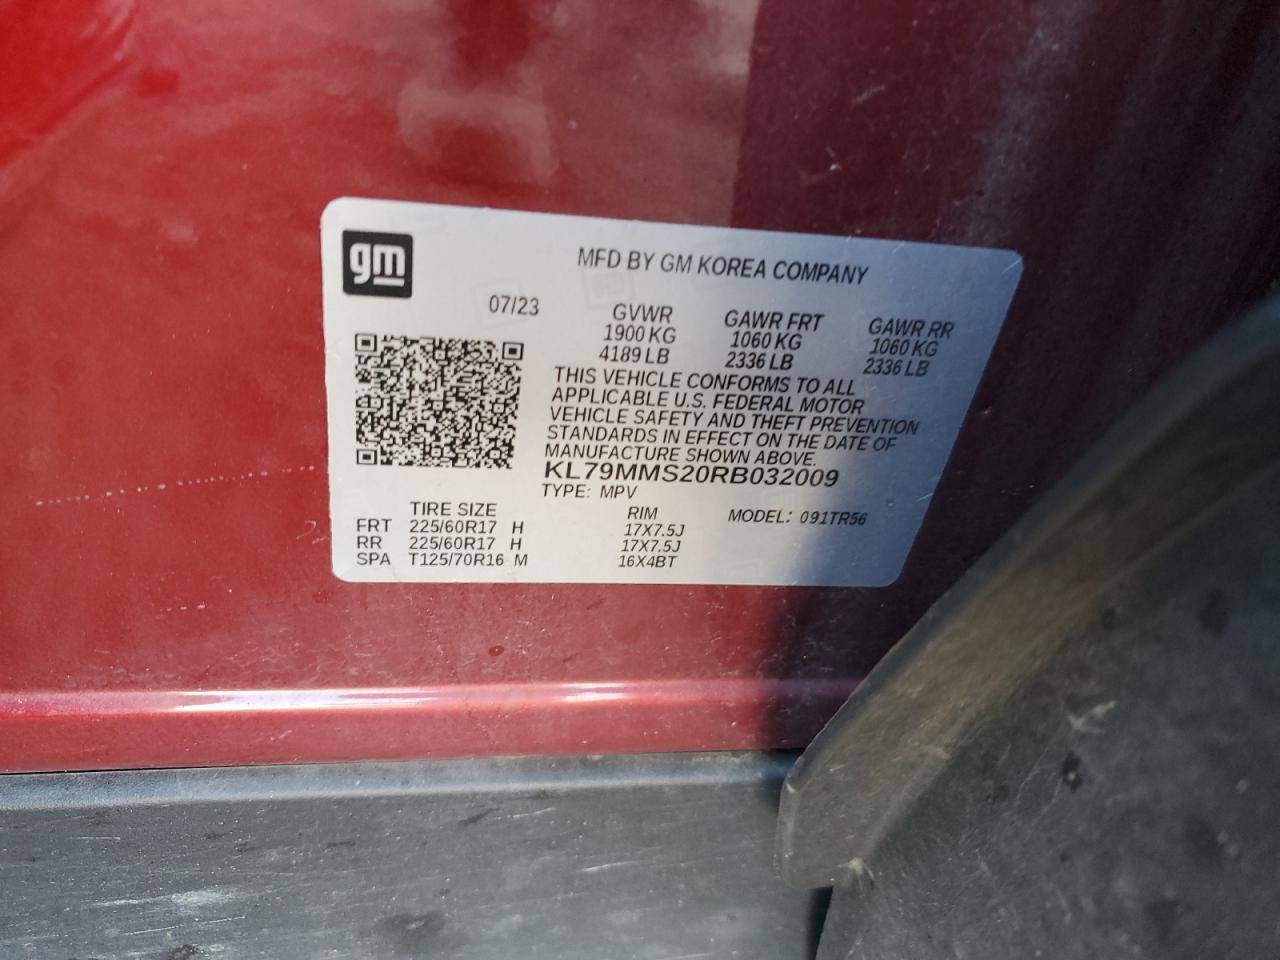 gm
MFD BY GM KOREA COMPANY
07/23 GVWR GAWR FRT GAWR RR
1900 KG 1060 KG 1060 KG
4189 LB 2336 LB 2336 LB
THIS VEHICLE CONFORMS TO ALL
APPLICABLE U.S. FEDERAL MOTOR
VEHICLE SAFETY AND THEFT PREVENTION
STANDARDS IN EFFECT ON THE DATE OF
MANUFACTURE SHOWN ABOVE.
KL79MMS20RB032009
TYPE: MPV
TIRE SIZE RIM MODEL: 091TR56
FRT 225/60R17 H 17X7.5J
RR 225/60R17 H 17X7.5J
SPA T125/70R16 M 16X4BT